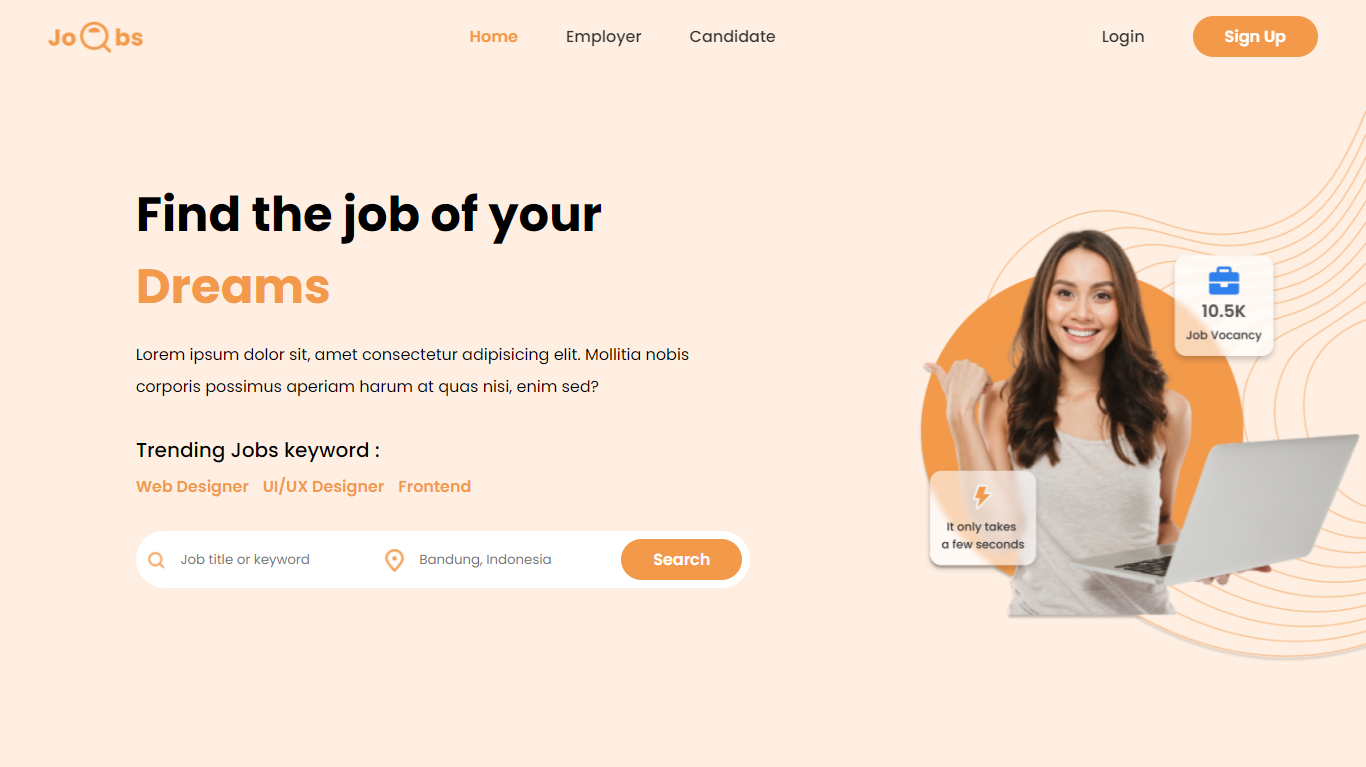 JoQbs
Home
Employer
Candidate
Login
Sign Up
Find the job of your
Dreams
Lorem ipsum dolor sit, amet consectetur adipisicing elit. Mollitia nobis
corporis possimus aperiam harum at quas nisi, enim sed?
Trending Jobs keyword :
Web Designer UI/UX Designer Frontend
Job title or keyword
Bandung, Indonesia
Search
10.5K
Job Vocancy
It only takes
a few seconds